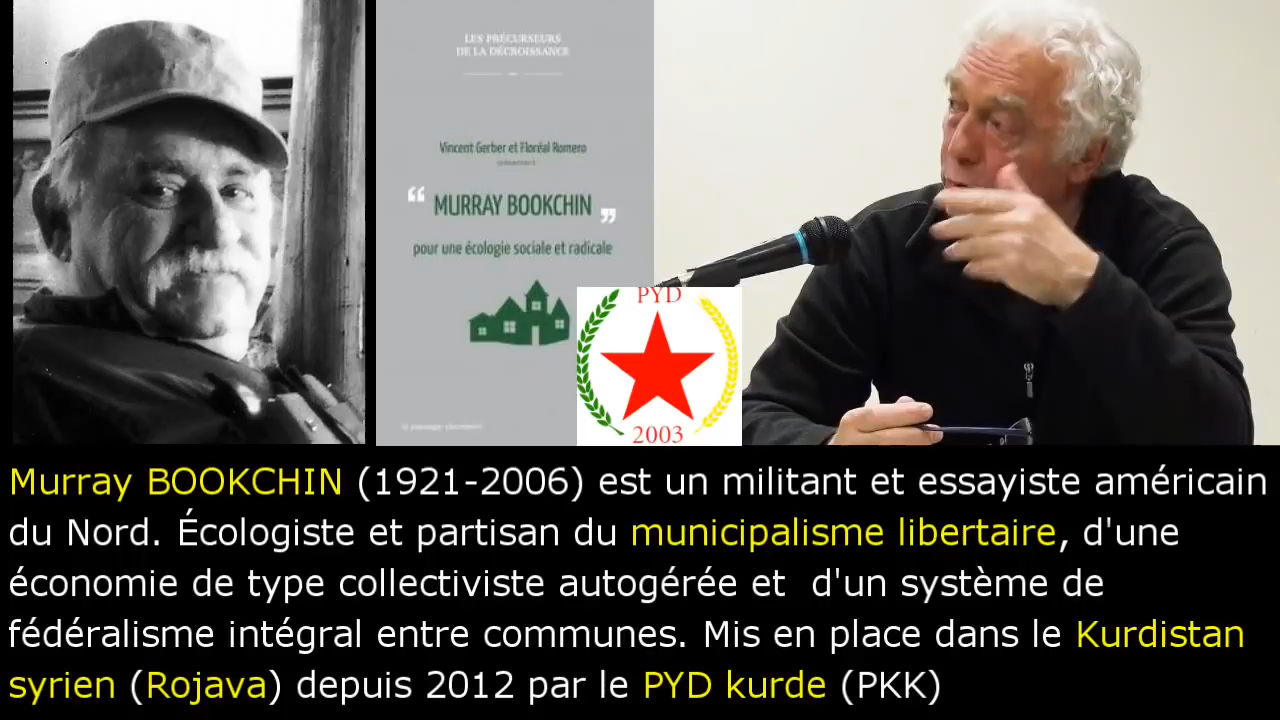 LES PRÉCURSEURS
DE LA DÉCROISSANCE
Vincent Gerber et Floréal Romero
“ MURRAY BOOKCHIN ”
pour une écologie sociale et radicale
PYD
2003
Murray BOOKCHIN (1921-2006) est un militant et essayiste américain
du Nord. Écologiste et partisan du municipalisme libertaire, d'une
économie de type collectiviste autogérée et  d'un système de
fédéralisme intégral entre communes. Mis en place dans le Kurdistan
syrien (Rojava) depuis 2012 par le PYD kurde (PKK)